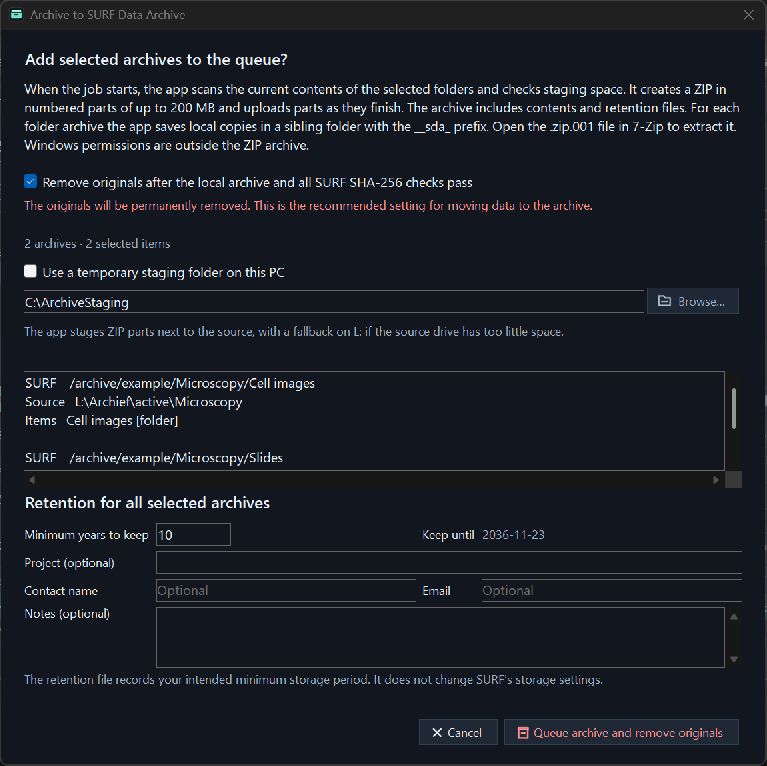 Archive to SURF Data Archive
Add selected archives to the queue?
When the job starts, the app scans the current contents of the selected folders and checks staging space. It creates a ZIP in
numbered parts of up to 200 MB and uploads parts as they finish. The archive includes contents and retention files. For each
folder archive the app saves local copies in a sibling folder with the __sda_ prefix. Open the .zip.001 file in 7-Zip to extract it.
Windows permissions are outside the ZIP archive.
Remove originals after the local archive and all SURF SHA-256 checks pass
The originals will be permanently removed. This is the recommended setting for moving data to the archive.
2 archives · 2 selected items
Use a temporary staging folder on this PC
C:\ArchiveStaging
Browse...
The app stages ZIP parts next to the source, with a fallback on L: if the source drive has too little space.
SURF /archive/example/Microscopy/Cell images
Source L:\Archief\active\Microscopy
Items Cell images [folder]
SURF /archive/example/Microscopy/Slides
Retention for all selected archives
Minimum years to keep 10 Keep until 2036-11-23
Project (optional)
Contact name Optional Email Optional
Notes (optional)
The retention file records your intended minimum storage period. It does not change SURF's storage settings.
Cancel Queue archive and remove originals